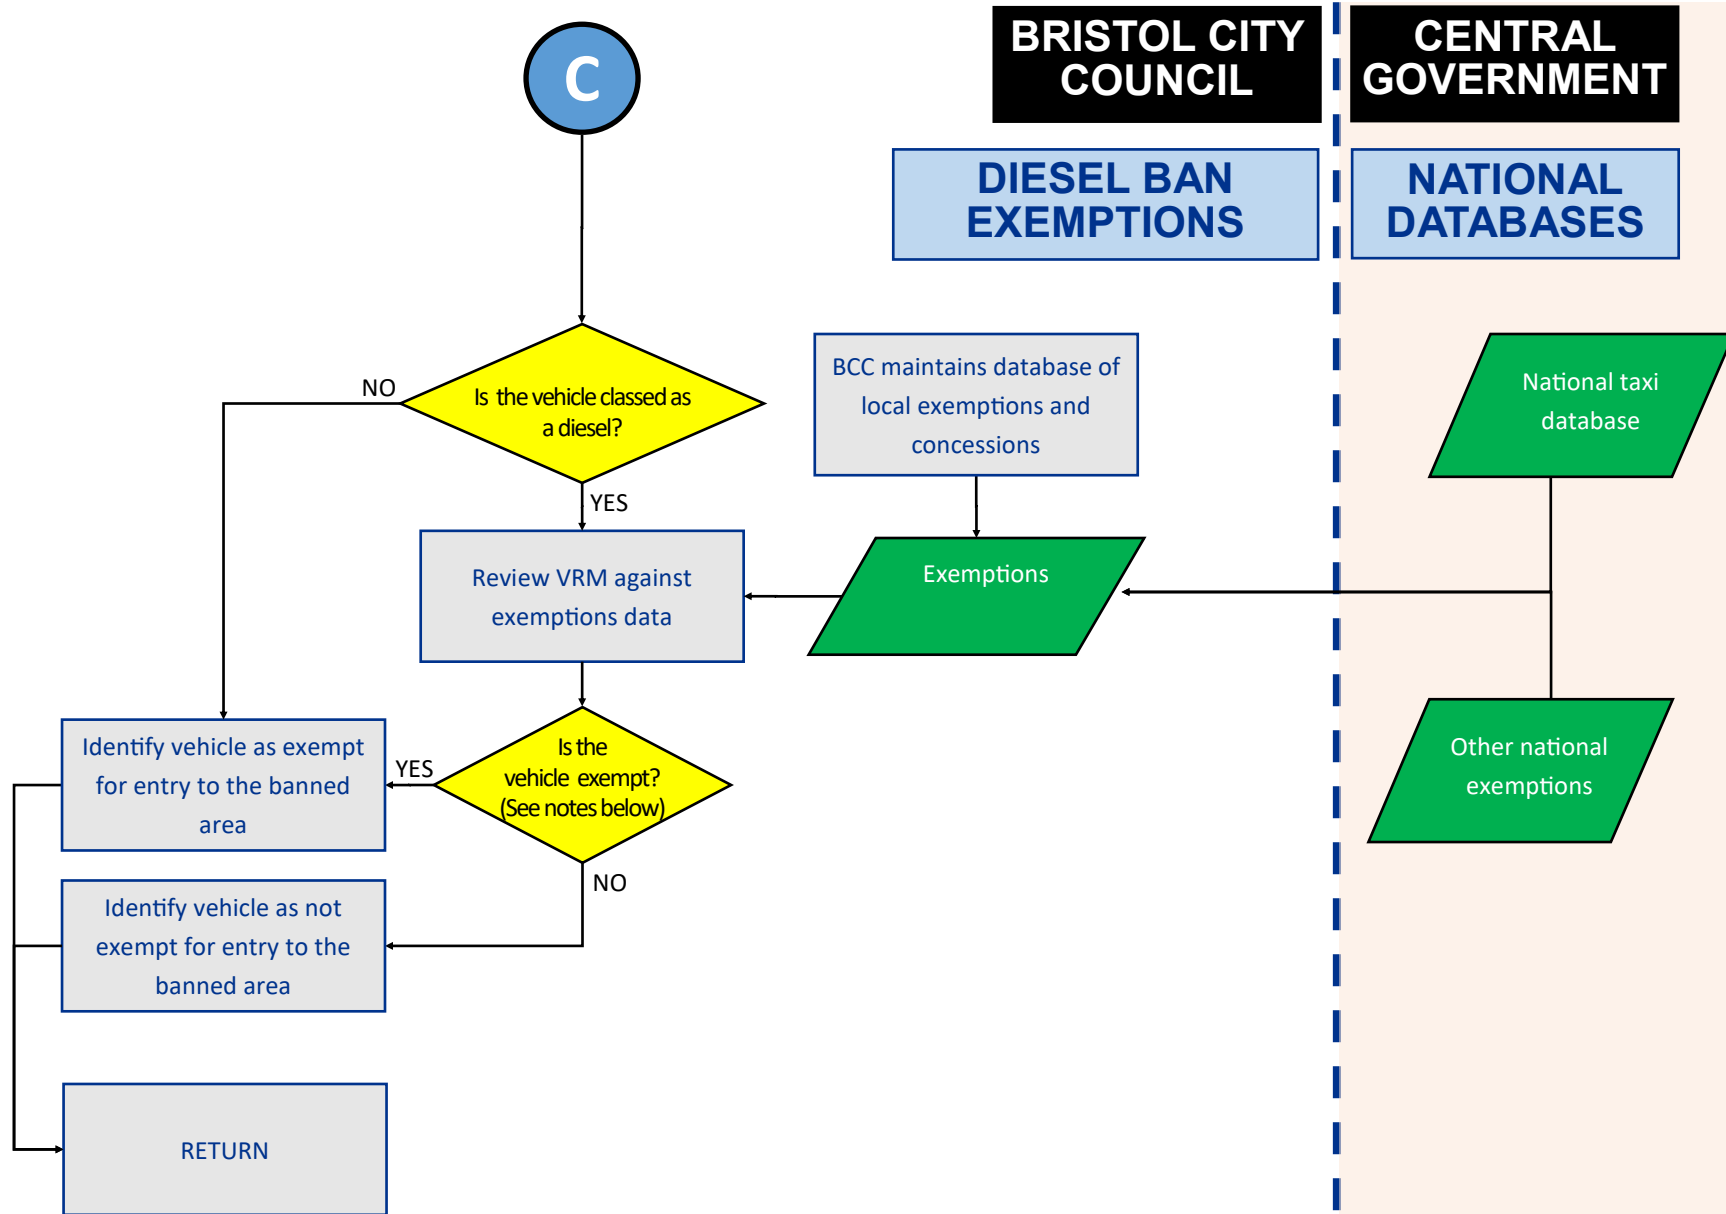 C
BRISTOL CITY
COUNCIL
CENTRAL
GOVERNMENT
DIESEL BAN
EXEMPTIONS
NATIONAL
DATABASES
NO
Is the vehicle classed as
a diesel?
YES
BCC maintains database of
local exemptions and
concessions
National taxi
database
Review VRM against
exemptions data
Exemptions
Identify vehicle as exempt
for entry to the banned
area
YES
Is the
vehicle exempt?
(See notes below)
NO
Other national
exemptions
Identify vehicle as not
exempt for entry to the
banned area
RETURN